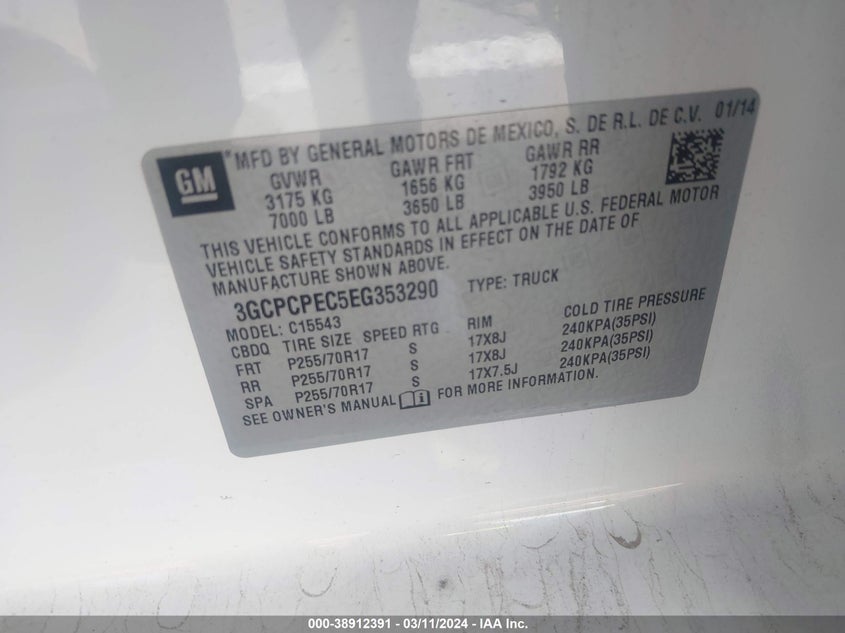 GM
*MFD BY GENERAL MOTORS DE MEXICO, S. DE R.L. DE C.V. 01/14
GVWR GAWR FRT GAWR RR
3175 KG 1656 KG 1792 KG
7000 LB 3650 LB 3950 LB
THIS VEHICLE CONFORMS TO ALL APPLICABLE U.S. FEDERAL MOTOR
VEHICLE SAFETY STANDARDS IN EFFECT ON THE DATE OF
MANUFACTURE SHOWN ABOVE.
3GCPCPEC5EG353290 TYPE: TRUCK
MODEL: C15543
CBDQ TIRE SIZE SPEED RTG RIM COLD TIRE PRESSURE
FRT P255/70R17 S 17X8J 240KPA(35PSI)
RR P255/70R17 S 17X8J 240KPA(35PSI)
SPA P255/70R17 S 17X7.5J 240KPA(35PSI)
SEE OWNER'S MANUAL FOR MORE INFORMATION.
000-38912391 - 03/11/2024 - IAA Inc.